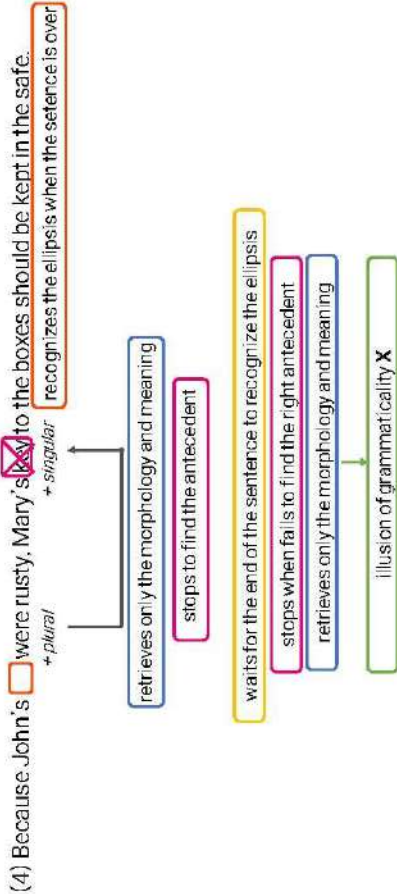 (4) Because John's were rusty, Mary's key to the boxes should be kept in the safe.
+ plural
+ singular
recognizes the ellipsis when the setence is over
retrieves only the morphology and meaning
stops to find the antecedent
waits for the end of the sentence to recognize the ellipsis
stops when fails to find the right antecedent
retrieves only the morphology and meaning
illusion of grammaticality X